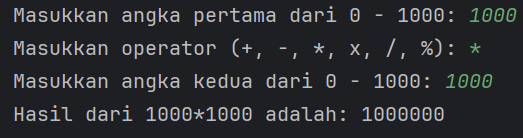 Masukkan angka pertama dari 0 - 1000: 1000
Masukkan operator (+, -, *, x, /, %): *
Masukkan angka kedua dari 0 - 1000: 1000
Hasil dari 1000*1000 adalah: 1000000